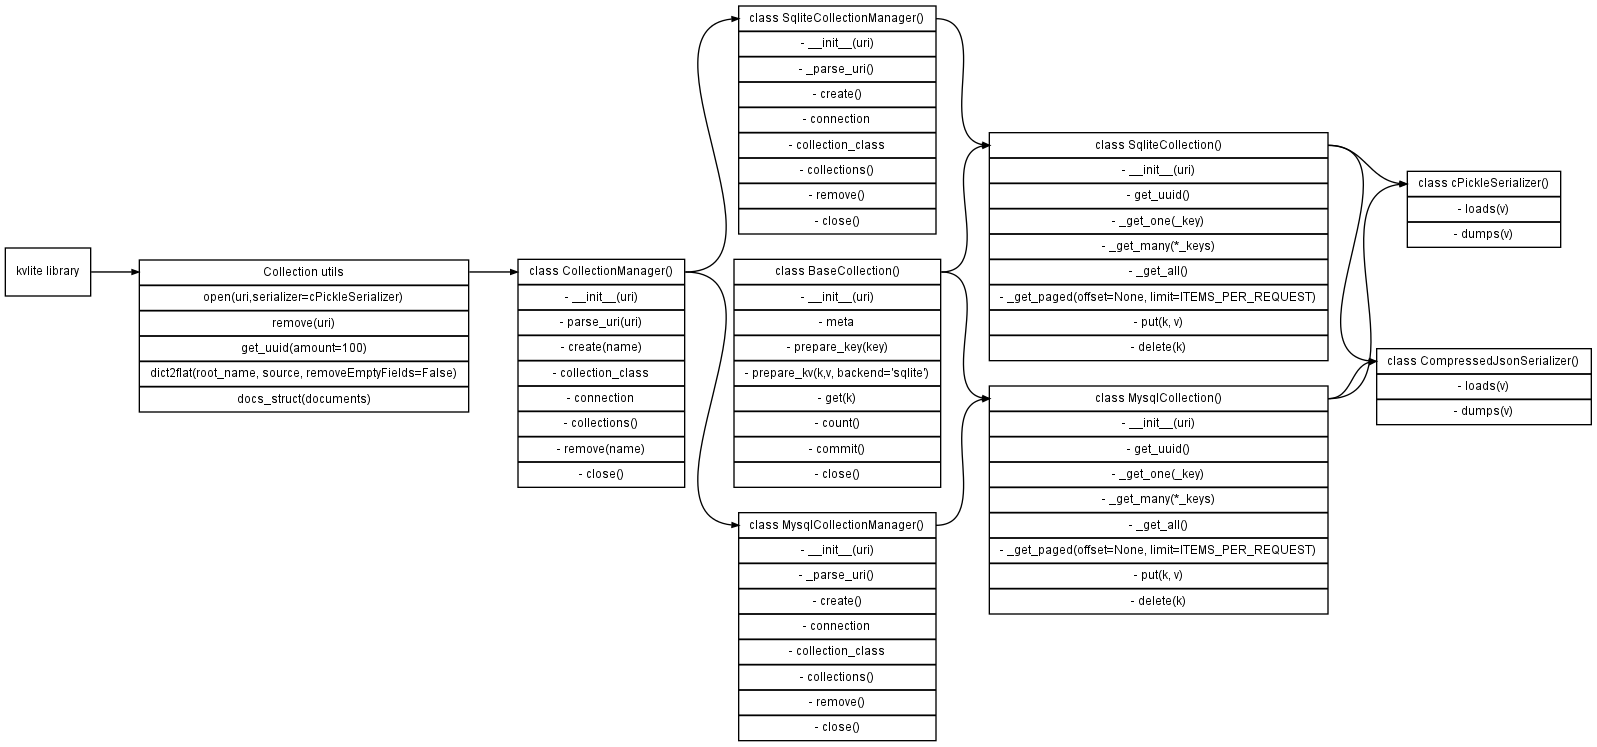 kvlite library
Collection utils
open(uri,serializer=cPickleSerializer)
remove(uri)
get_uuid(amount=100)
dict2flat(root_name, source, removeEmptyFields=False)
docs_struct(documents)
class CollectionManager()
- __init__(uri)
- parse_uri(uri)
- create(name)
- collection_class
- connection
- collections()
- remove(name)
- close()
class SqliteCollectionManager()
- __init__(uri)
- _parse_uri()
- create()
- connection
- collection_class
- collections()
- remove()
- close()
class BaseCollection()
- __init__(uri)
- meta
- prepare_key(key)
- prepare_kv(k,v, backend='sqlite')
- get(k)
- count()
- commit()
- close()
class MysqlCollectionManager()
- __init__(uri)
- _parse_uri()
- create()
- connection
- collection_class
- collections()
- remove()
- close()
class SqliteCollection()
- __init__(uri)
- get_uuid()
- _get_one(_key)
- _get_many(*_keys)
- _get_all()
- _get_paged(offset=None, limit=ITEMS_PER_REQUEST)
- put(k, v)
- delete(k)
class MysqlCollection()
- __init__(uri)
- get_uuid()
- _get_one(_key)
- _get_many(*_keys)
- _get_all()
- _get_paged(offset=None, limit=ITEMS_PER_REQUEST)
- put(k, v)
- delete(k)
class cPickleSerializer()
- loads(v)
- dumps(v)
class CompressedJsonSerializer()
- loads(v)
- dumps(v)